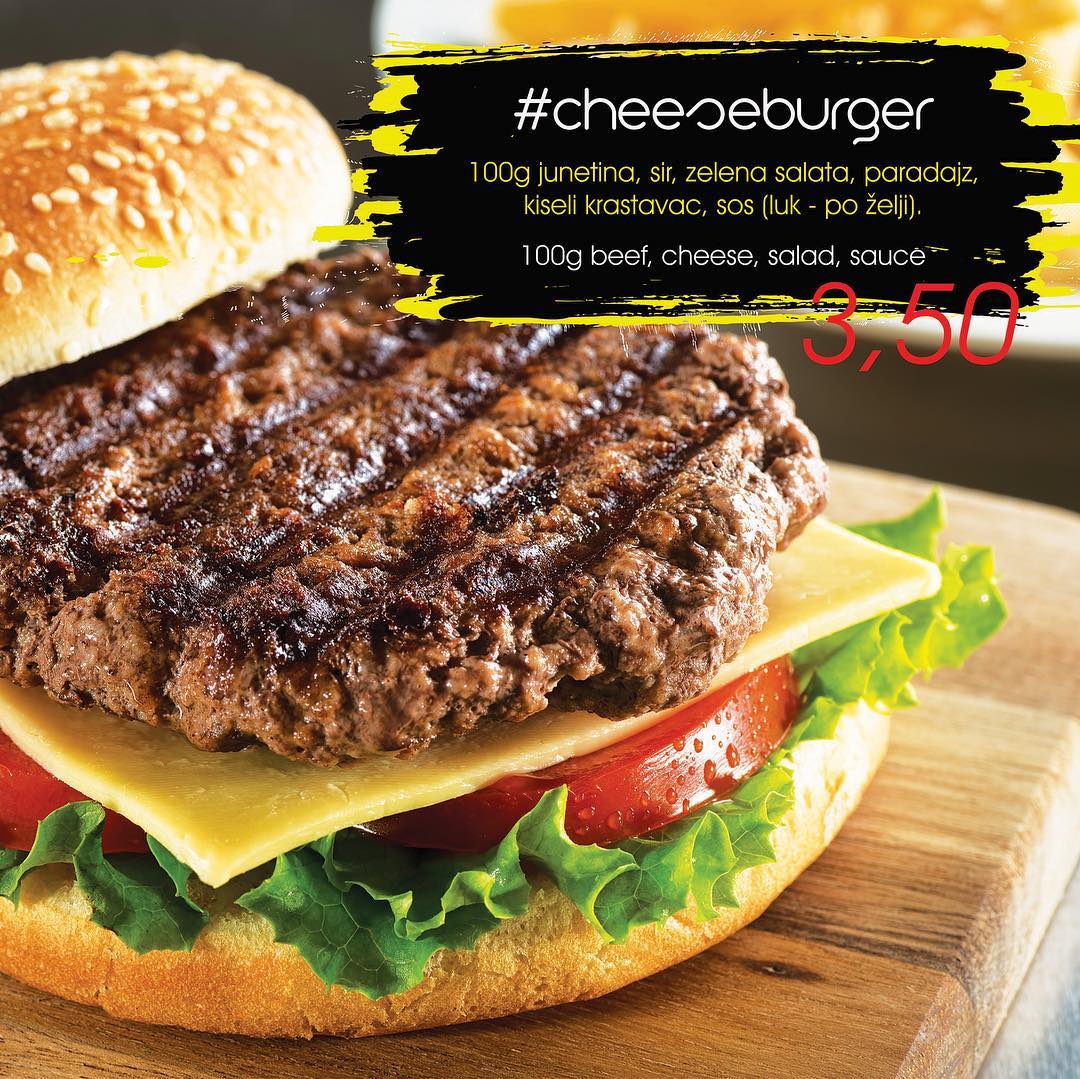 #cheeseburger
100g junetina, sir, zelena salata, paradajz,
kiseli krastavac, sos (luk - po želji).
100g beef, cheese, salad, sauce
3,50